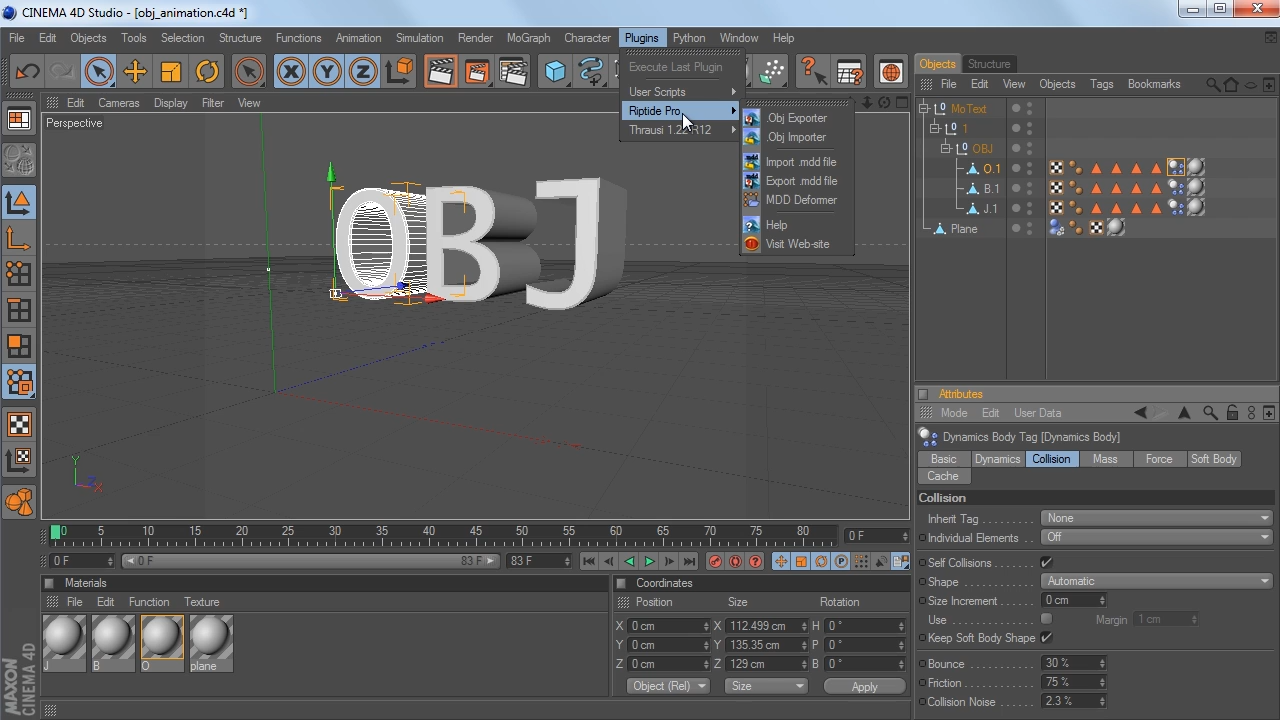 CINEMA 4D Studio - [obj_animation.c4d *]
File Edit Objects Tools Selection Structure Functions Animation Simulation Render MoGraph Character Plugins Python Window Help
Execute Last Plugin
User Scripts
Riptide Pro
Thrausi 1.22 R12
.Obj Exporter
.Obj Importer
Import .mdd file
Export .mdd file
MDD Deformer
Help
Visit Web-site
X Y Z
Edit Cameras Display Filter View
Perspective
OBJ
Y
Z
X
Objects Structure
File Edit View Objects Tags Bookmarks
MoText
1
OBJ
O.1
B.1
J.1
Plane
Attributes
Mode Edit User Data
Dynamics Body Tag [Dynamics Body]
Basic Dynamics Collision Mass Force Soft Body
Cache
Collision
Inherit Tag None
Individual Elements Off
Self Collisions
Shape Automatic
Size Increment 0 cm
Use Margin 1 cm
Keep Soft Body Shape
Bounce 30 %
Friction 75 %
Collision Noise 2.3 %
0 5 10 15 20 25 30 35 40 45 50 55 60 65 70 75 80 0 F
0 F 0 F 83 F 83 F
Materials
File Edit Function Texture
J B O plane
Coordinates
Position Size Rotation
X 0 cm X 112.499 cm H 0 °
Y 0 cm Y 135.35 cm P 0 °
Z 0 cm Z 129 cm B 0 °
Object (Rel) Size Apply
MAXON
CINEMA 4D